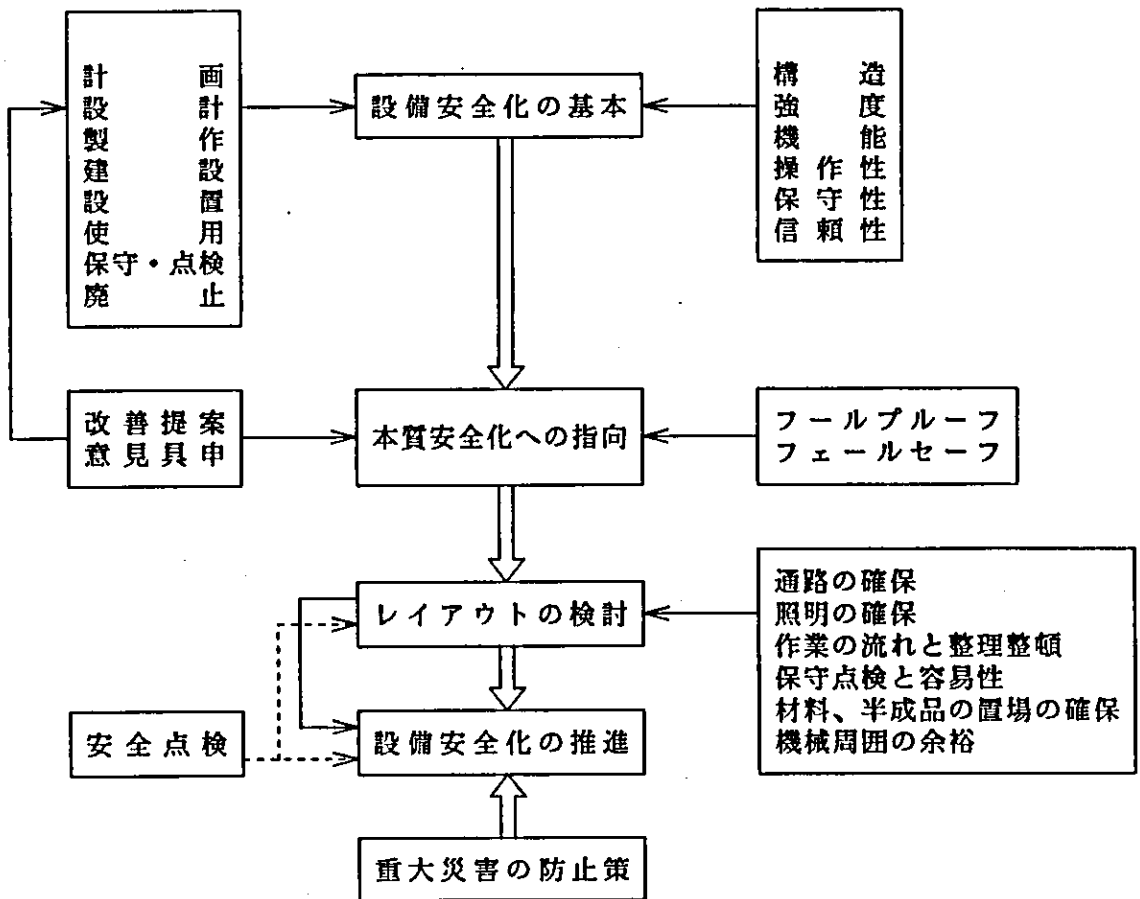 計画
設計
製作
建設
設置
使用
保守・点検
廃止
設備安全化の基本
構造
強度
機能
操作性
保守性
信頼性
改善提案
意見具申
本質安全化への指向
フールプルーフ
フェールセーフ
レイアウトの検討
通路の確保
照明の確保
作業の流れと整理整頓
保守点検と容易性
材料、半成品の置場の確保
機械周囲の余裕
安全点検
設備安全化の推進
重大災害の防止策